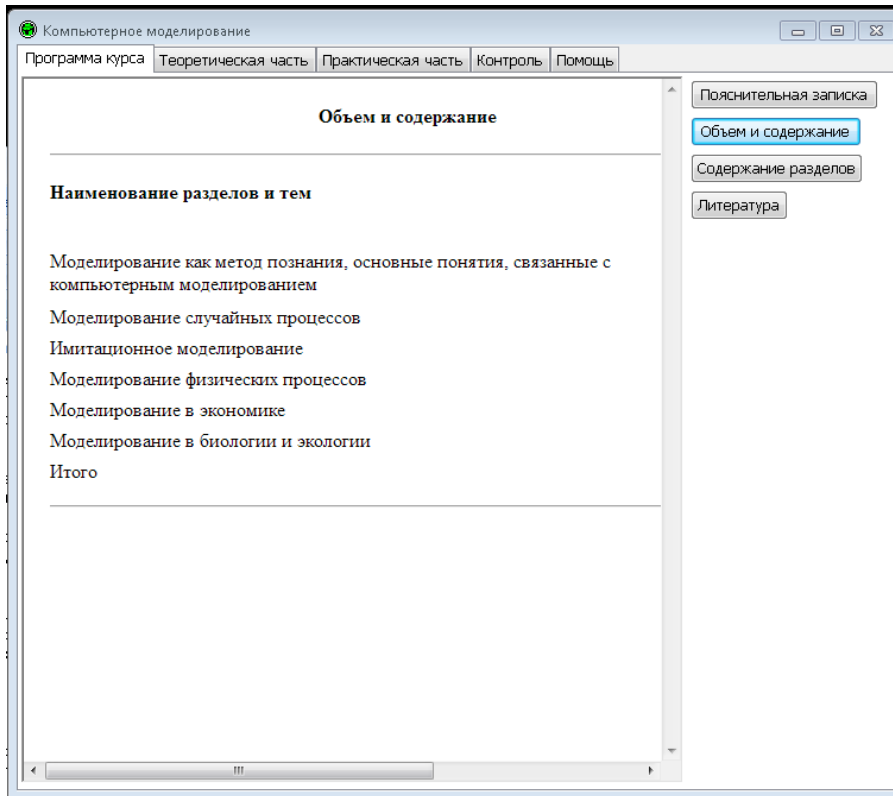 Компьютерное моделирование
Программа курса Теоретическая часть Практическая часть Контроль Помощь
Объем и содержание
Наименование разделов и тем
Моделирование как метод познания, основные понятия, связанные с
компьютерным моделированием
Моделирование случайных процессов
Имитационное моделирование
Моделирование физических процессов
Моделирование в экономике
Моделирование в биологии и экологии
Итого
Пояснительная записка
Объем и содержание
Содержание разделов
Литература